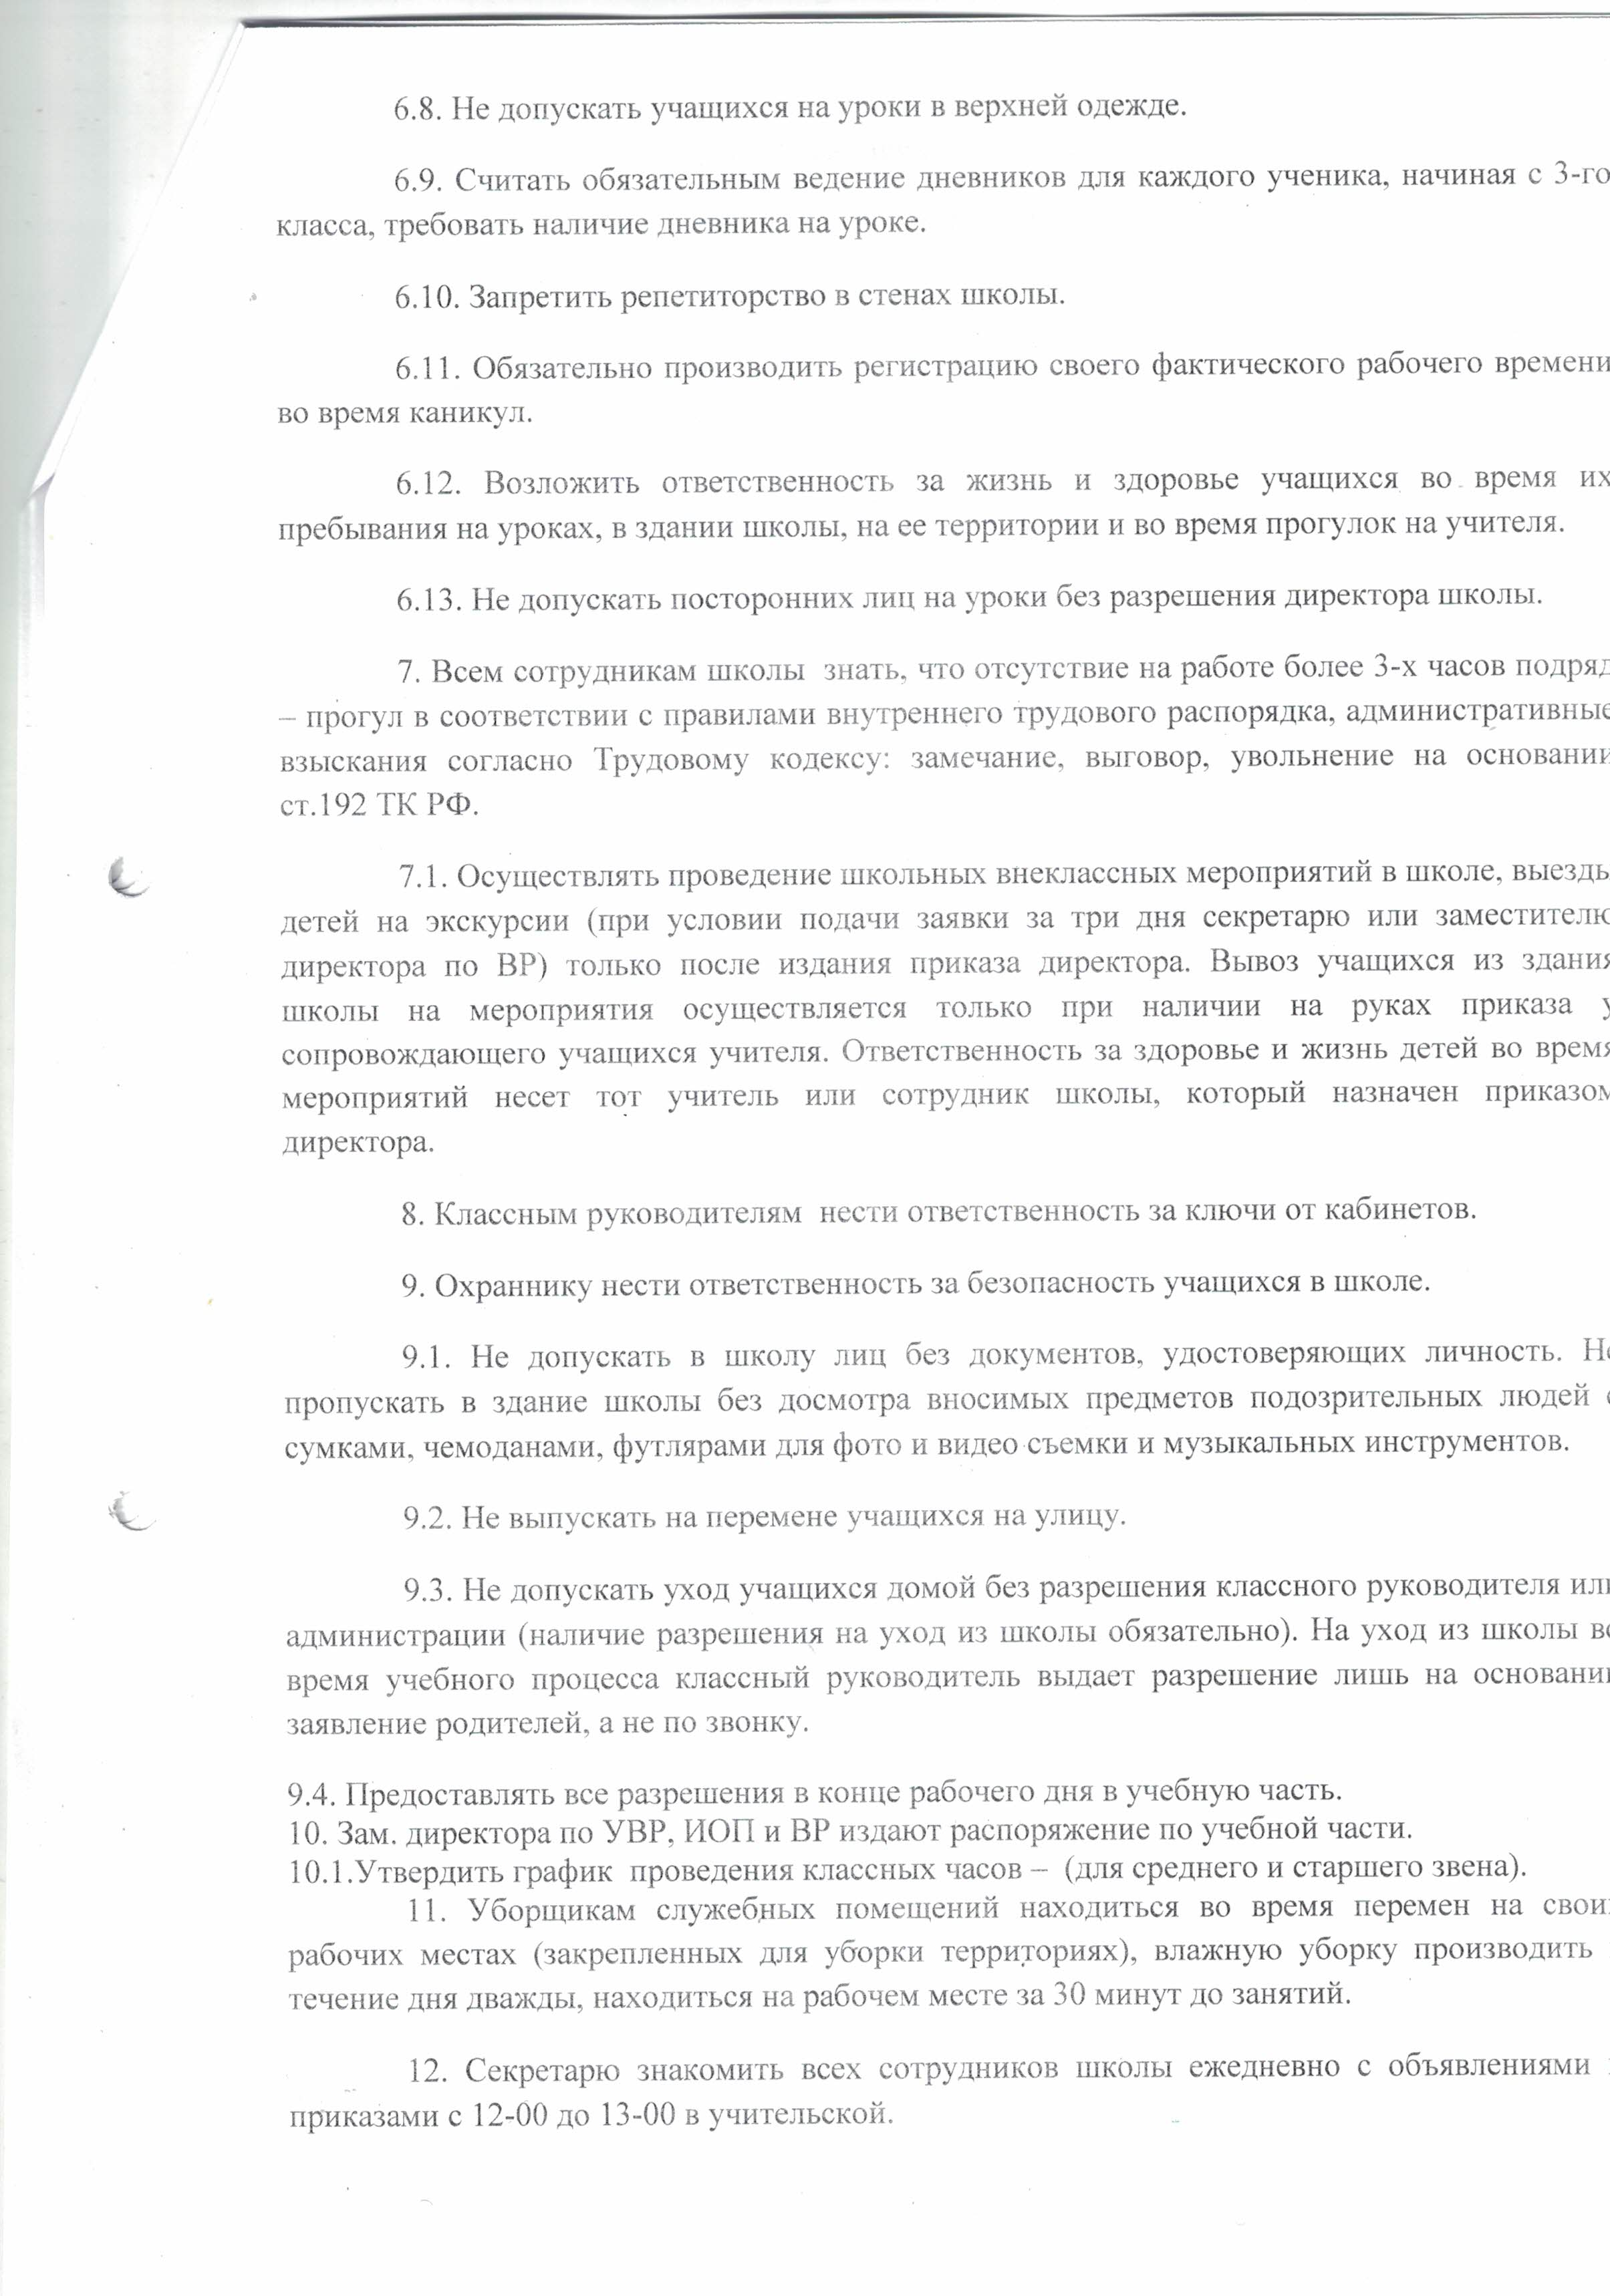 6.8. Не допускать учащихся на уроки в верхней одежде.
6.9. Считать обязательным ведение дневников для каждого ученика, начиная с 3-го
класса, требовать наличие дневника на уроке.
6.10. Запретить репетиторство в стенах школы.
6.11. Обязательно производить регистрацию своего фактического рабочего времени
во время каникул.
6.12. Возложить ответственность за жизнь и здоровье учащихся во время их
пребывания на уроках, в здании школы, на ее территории и во время прогулок на учителя.
6.13. Не допускать посторонних лиц на уроки без разрешения директора школы.
7. Всем сотрудникам школы знать, что отсутствие на работе более 3-х часов подряд
– прогул в соответствии с правилами внутреннего трудового распорядка, административные
взыскания согласно Трудовому кодексу: замечание, выговор, увольнение на основании
ст.192 ТК РФ.
7.1. Осуществлять проведение школьных внеклассных мероприятий в школе, выезды
детей на экскурсии (при условии подачи заявки за три дня секретарю или заместителю
директора по ВР) только после издания приказа директора. Вывоз учащихся из здания
школы на мероприятия осуществляется только при наличии на руках приказа у
сопровождающего учащихся учителя. Ответственность за здоровье и жизнь детей во время
мероприятий несет тот учитель или сотрудник школы, который назначен приказом
директора.
8. Классным руководителям нести ответственность за ключи от кабинетов.
9. Охраннику нести ответственность за безопасность учащихся в школе.
9.1. Не допускать в школу лиц без документов, удостоверяющих личность. Не
пропускать в здание школы без досмотра вносимых предметов подозрительных людей с
сумками, чемоданами, футлярами для фото и видео съемки и музыкальных инструментов.
9.2. Не выпускать на перемене учащихся на улицу.
9.3. Не допускать уход учащихся домой без разрешения классного руководителя или
администрации (наличие разрешения на уход из школы обязательно). На уход из школы во
время учебного процесса классный руководитель выдает разрешение лишь на основании
заявление родителей, а не по звонку.
9.4. Предоставлять все разрешения в конце рабочего дня в учебную часть.
10. Зам. директора по УВР, ИОП и ВР издают распоряжение по учебной части.
10.1.Утвердить график проведения классных часов – (для среднего и старшего звена).
11. Уборщикам служебных помещений находиться во время перемен на свои
рабочих местах (закрепленных для уборки территориях), влажную уборку производить
течение дня дважды, находиться на рабочем месте за 30 минут до занятий.
12. Секретарю знакомить всех сотрудников школы ежедневно с объявлениями
приказами с 12-00 до 13-00 в учительской.